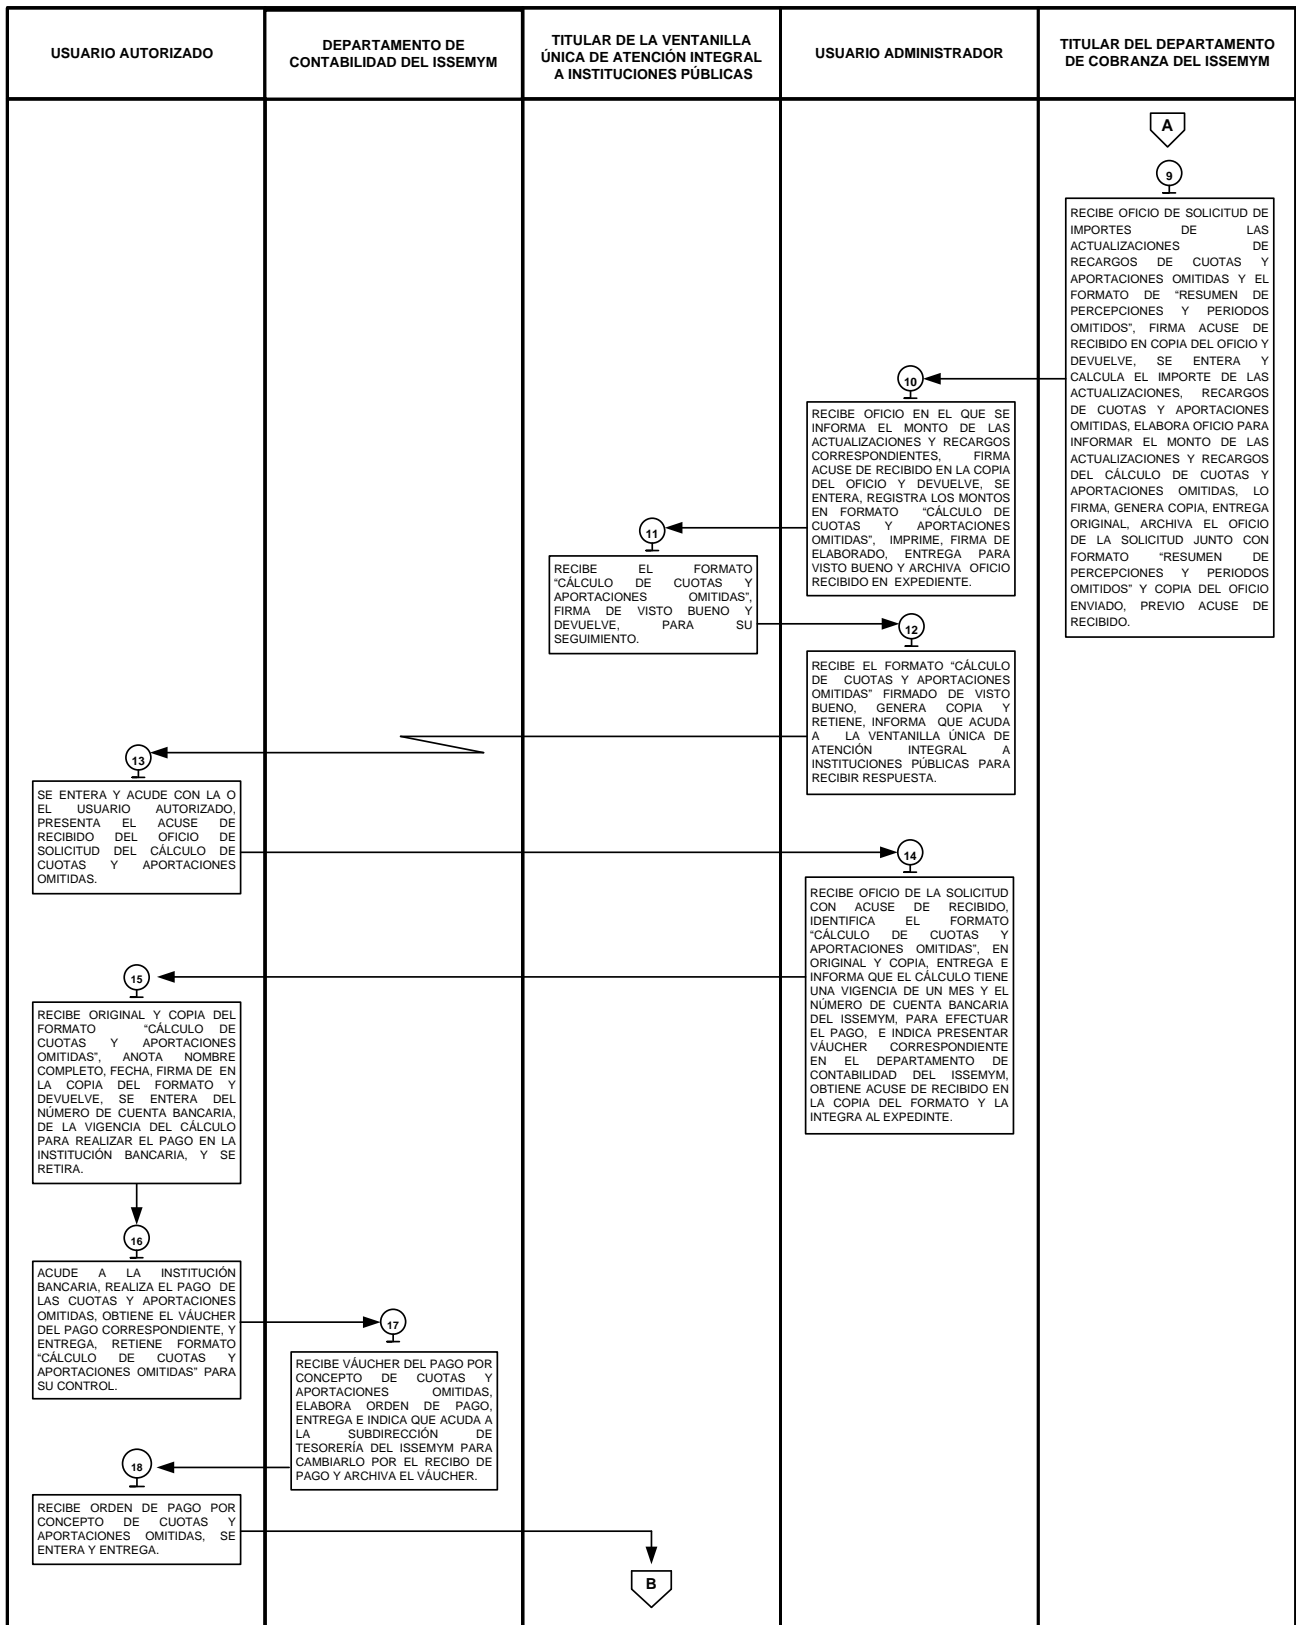 USUARIO AUTORIZADO
DEPARTAMENTO DE
CONTABILIDAD DEL ISSEMYM
TITULAR DE LA VENTANILLA
ÚNICA DE ATENCIÓN INTEGRAL
A INSTITUCIONES PÚBLICAS
USUARIO ADMINISTRADOR
TITULAR DEL DEPARTAMENTO
DE COBRANZA DEL ISSEMYM
A
9
RECIBE OFICIO DE SOLICITUD DE
IMPORTES DE LAS
ACTUALIZACIONES DE
RECARGOS DE CUOTAS Y
APORTACIONES OMITIDAS Y EL
FORMATO DE “RESUMEN DE
PERCEPCIONES Y PERIODOS
OMITIDOS”, FIRMA ACUSE DE
RECIBIDO EN COPIA DEL OFICIO Y
DEVUELVE, SE ENTERA Y
CALCULA EL IMPORTE DE LAS
ACTUALIZACIONES, RECARGOS
DE CUOTAS Y APORTACIONES
OMITIDAS, ELABORA OFICIO PARA
INFORMAR EL MONTO DE LAS
ACTUALIZACIONES Y RECARGOS
DEL CÁLCULO DE CUOTAS Y
APORTACIONES OMITIDAS, LO
FIRMA, GENERA COPIA, ENTREGA
ORIGINAL, ARCHIVA EL OFICIO
DE LA SOLICITUD JUNTO CON
FORMATO “RESUMEN DE
PERCEPCIONES Y PERIODOS
OMITIDOS” Y COPIA DEL OFICIO
ENVIADO, PREVIO ACUSE DE
RECIBIDO.
10
RECIBE OFICIO EN EL QUE SE
INFORMA EL MONTO DE LAS
ACTUALIZACIONES Y RECARGOS
CORRESPONDIENTES, FIRMA
ACUSE DE RECIBIDO EN LA COPIA
DEL OFICIO Y DEVUELVE, SE
ENTERA, REGISTRA LOS MONTOS
EN FORMATO “CÁLCULO DE
CUOTAS Y APORTACIONES
OMITIDAS”, IMPRIME, FIRMA DE
ELABORADO, ENTREGA PARA
VISTO BUENO Y ARCHIVA OFICIO
RECIBIDO EN EXPEDIENTE.
11
RECIBE EL FORMATO
“CÁLCULO DE CUOTAS Y
APORTACIONES OMITIDAS”,
FIRMA DE VISTO BUENO Y
DEVUELVE, PARA SU
SEGUIMIENTO.
12
RECIBE EL FORMATO “CÁLCULO
DE CUOTAS Y APORTACIONES
OMITIDAS” FIRMADO DE VISTO
BUENO, GENERA COPIA Y
RETIENE, INFORMA QUE ACUDA
A LA VENTANILLA ÚNICA DE
ATENCIÓN INTEGRAL A
INSTITUCIONES PÚBLICAS PARA
RECIBIR RESPUESTA.
13
SE ENTERA Y ACUDE CON LA O
EL USUARIO AUTORIZADO,
PRESENTA EL ACUSE DE
RECIBIDO DEL OFICIO DE
SOLICITUD DEL CÁLCULO DE
CUOTAS Y APORTACIONES
OMITIDAS.
14
RECIBE OFICIO DE LA SOLICITUD
CON ACUSE DE RECIBIDO,
IDENTIFICA EL FORMATO
“CÁLCULO DE CUOTAS Y
APORTACIONES OMITIDAS”, EN
ORIGINAL Y COPIA, ENTREGA E
INFORMA QUE EL CÁLCULO TIENE
UNA VIGENCIA DE UN MES Y EL
NÚMERO DE CUENTA BANCARIA
DEL ISSEMYM, PARA EFECTUAR
EL PAGO, E INDICA PRESENTAR
VÁUCHER CORRESPONDIENTE
EN EL DEPARTAMENTO DE
CONTABILIDAD DEL ISSEMYM,
OBTIENE ACUSE DE RECIBIDO EN
LA COPIA DEL FORMATO Y LA
INTEGRA AL EXPEDINTE.
15
RECIBE ORIGINAL Y COPIA DEL
FORMATO “CÁLCULO DE
CUOTAS Y APORTACIONES
OMITIDAS”, ANOTA NOMBRE
COMPLETO, FECHA, FIRMA DE EN
LA COPIA DEL FORMATO Y
DEVUELVE, SE ENTERA DEL
NÚMERO DE CUENTA BANCARIA,
DE LA VIGENCIA DEL CÁLCULO
PARA REALIZAR EL PAGO EN LA
INSTITUCIÓN BANCARIA, Y SE
RETIRA.
16
ACUDE A LA INSTITUCIÓN
BANCARIA, REALIZA EL PAGO DE
LAS CUOTAS Y APORTACIONES
OMITIDAS, OBTIENE EL VÁUCHER
DEL PAGO CORRESPONDIENTE, Y
ENTREGA, RETIENE FORMATO
“CÁLCULO DE CUOTAS Y
APORTACIONES OMITIDAS” PARA
SU CONTROL.
17
RECIBE VÁUCHER DEL PAGO POR
CONCEPTO DE CUOTAS Y
APORTACIONES OMITIDAS,
ELABORA ORDEN DE PAGO,
ENTREGA E INDICA QUE ACUDA A
LA SUBDIRECCIÓN DE
TESORERÍA DEL ISSEMYM PARA
CAMBIARLO POR EL RECIBO DE
PAGO Y ARCHIVA EL VÁUCHER.
18
RECIBE ORDEN DE PAGO POR
CONCEPTO DE CUOTAS Y
APORTACIONES OMITIDAS, SE
ENTERA Y ENTREGA.
B